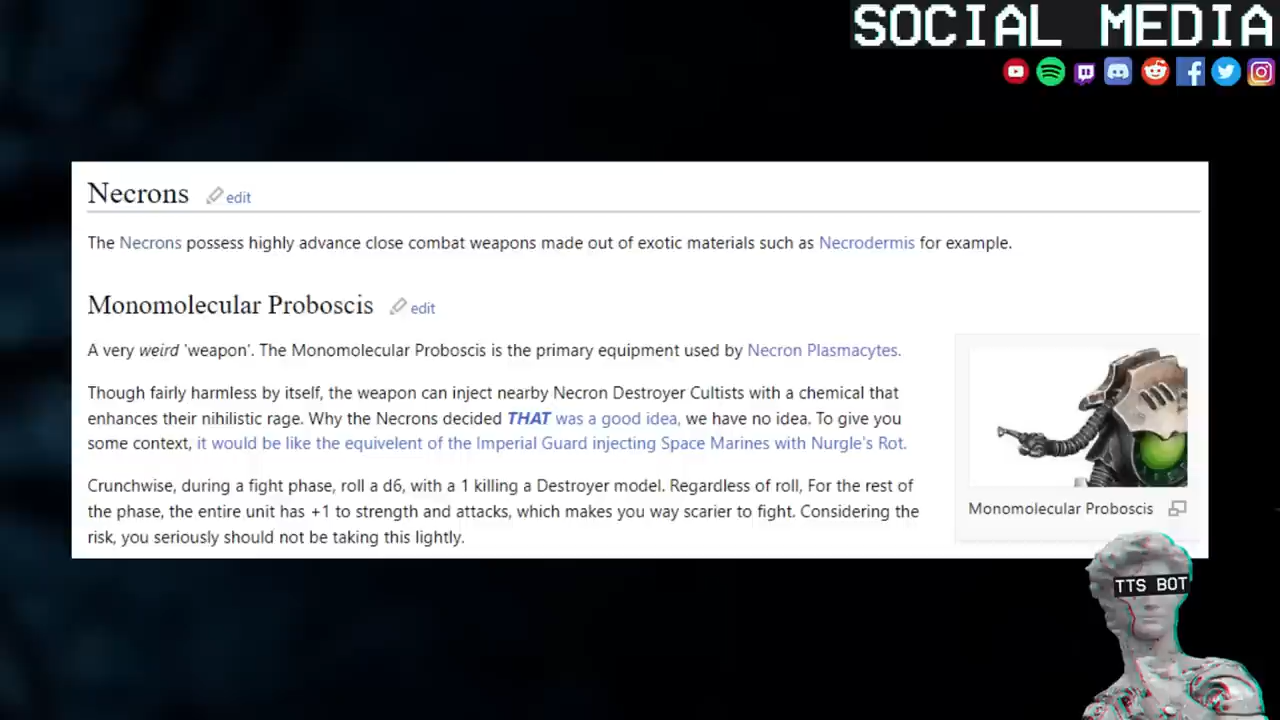 SOCIAL MEDIA
Necrons edit
The Necrons possess highly advance close combat weapons made out of exotic materials such as Necrodermis for example.
Monomolecular Proboscis edit
A very weird 'weapon'. The Monomolecular Proboscis is the primary equipment used by Necron Plasmacytes.
Though fairly harmless by itself, the weapon can inject nearby Necron Destroyer Cultists with a chemical that
enhances their nihilistic rage. Why the Necrons decided THAT was a good idea, we have no idea. To give you
some context, it would be like the equivelent of the Imperial Guard injecting Space Marines with Nurgle's Rot.
Crunchwise, during a fight phase, roll a d6, with a 1 killing a Destroyer model. Regardless of roll, For the rest of
the phase, the entire unit has +1 to strength and attacks, which makes you way scarier to fight. Considering the
risk, you seriously should not be taking this lightly.
Monomolecular Proboscis
TTS BOT